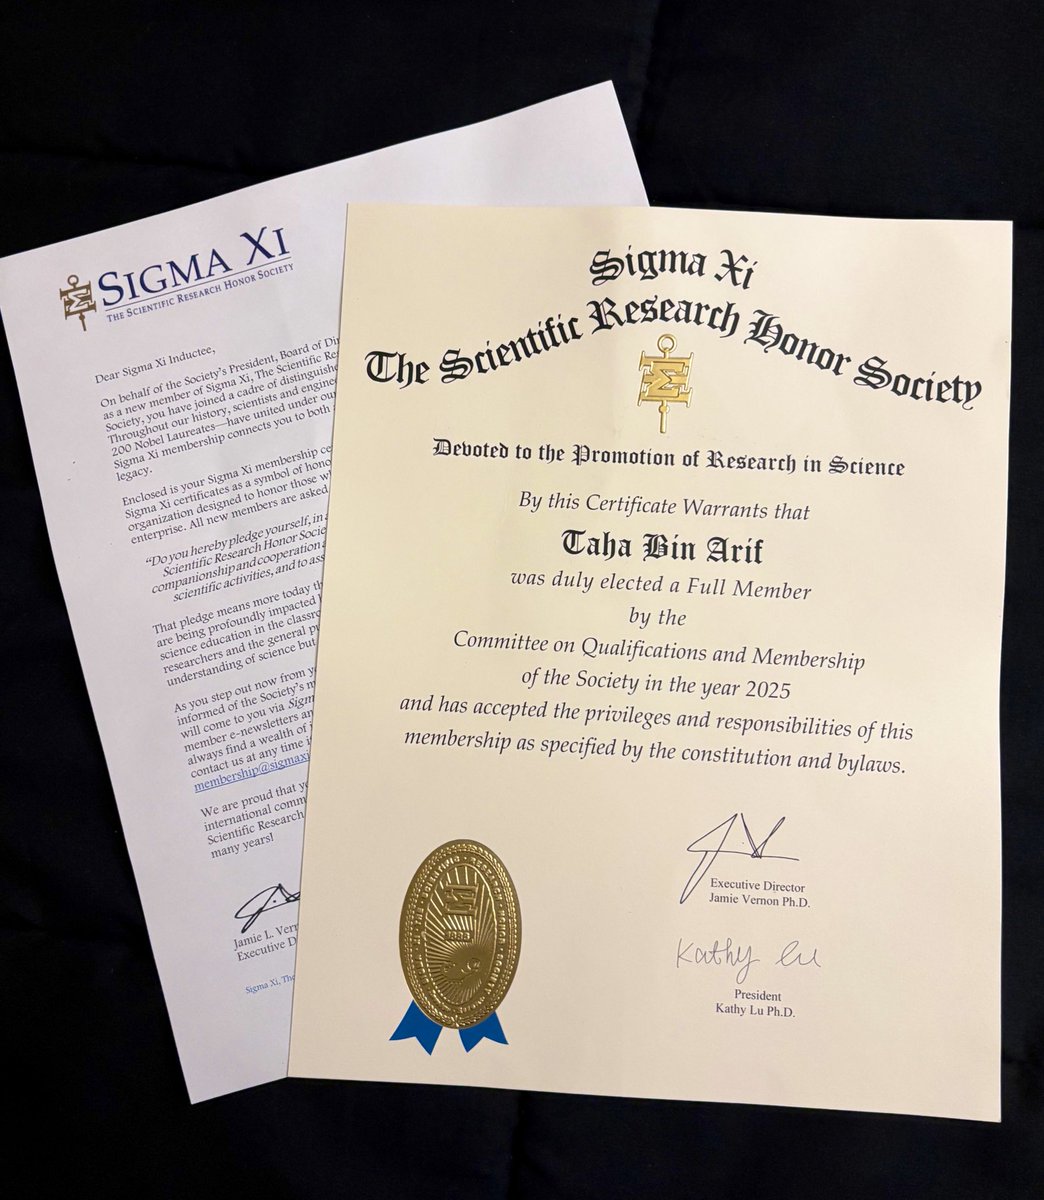 SIGMA XI
THE SCIENTIFIC RESEARCH HONOR SOCIETY
Dear Sigma Xi Inductee,
On behalf of the Society's President, Board of Di
as a new member of Sigma Xi, The Scientific Re
Society, you have joined a cadre of distinguishe
Throughout our history, scientists and enginee
200 Nobel Laureates—have united under our
Sigma Xi membership connects you to both
legacy.
Enclosed is your Sigma Xi membership ce
Sigma Xi certificates as a symbol of hono
organization designed to honor those wh
enterprise. All new members are asked
"Do you hereby pledge yourself, in
Scientific Research Honor Socie
companionship and cooperation
scientific activities, and to ass
That pledge means more today th
are being profoundly impacted
science education in the classro
researchers and the general p
understanding of science but
As you step out now from y
informed of the Society's m
will come to you via Sigm
member e-newsletters an
always find a wealth of
contact us at any time i
membership@sigmaxi
We are proud that yo
international comm
Scientific Research
many years!
Jamie L. Ver
Executive D
Sigma Xi, The
Sigma Xi
The Scientific Research Honor Society
Devoted to the Promotion of Research in Science
By this Certificate Warrants that
Taha Bin Arif
was duly elected a Full Member
by the
Committee on Qualifications and Membership
of the Society in the year 2025
and has accepted the privileges and responsibilities of this
membership as specified by the constitution and bylaws.
Executive Director
Jamie Vernon Ph.D.
Kathy Lu
President
Kathy Lu Ph.D.
SCIENTIFIC · RESEARCH · HONOR · SOCIETY
1886